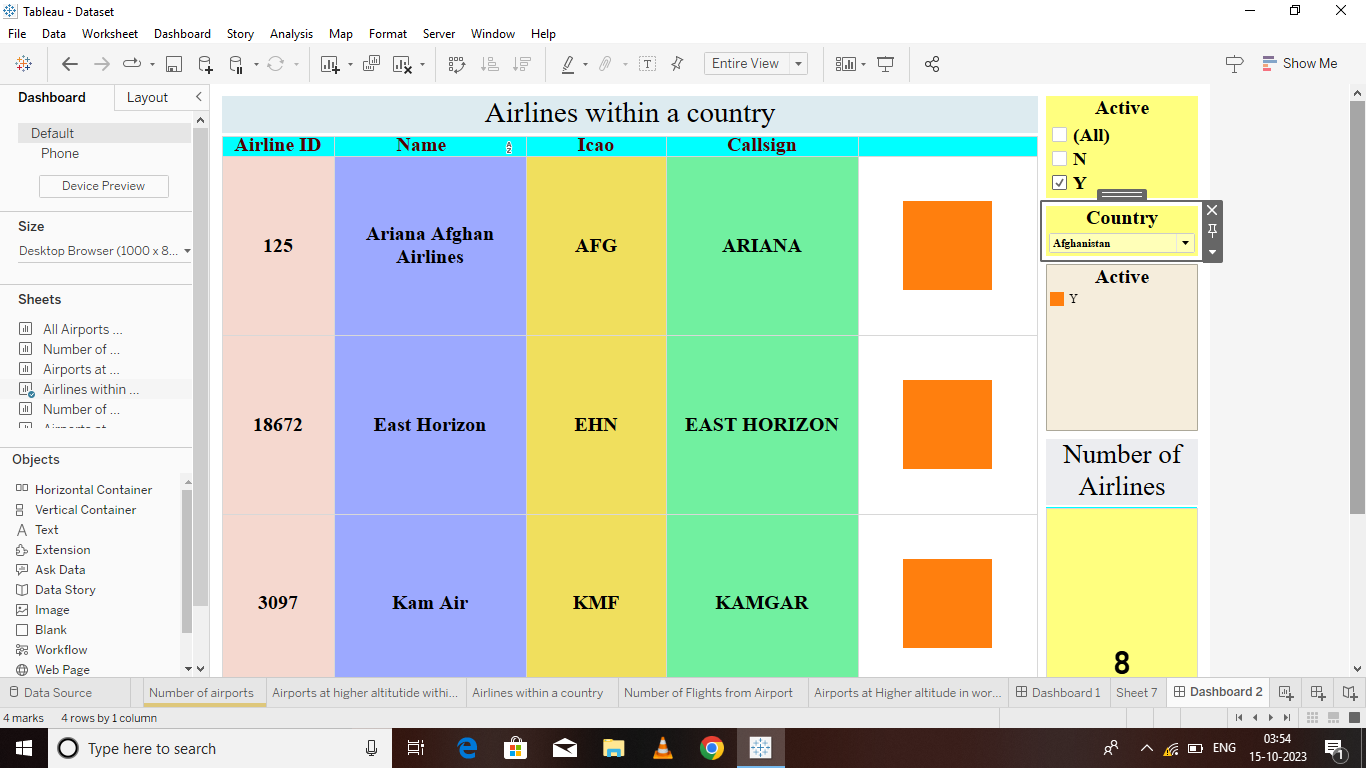 Tableau - Dataset
File Data Worksheet Dashboard Story Analysis Map Format Server Window Help
Entire View
Show Me
Dashboard Layout
Default
Phone
Device Preview
Size
Desktop Browser (1000 x 8...
Sheets
All Airports ...
Number of ...
Airports at ...
Airlines within ...
Number of ...
Airports at
Objects
Horizontal Container
Vertical Container
Text
Extension
Ask Data
Data Story
Image
Blank
Workflow
Web Page
Airlines within a country
Airline ID Name Icao Callsign
125 Ariana Afghan Airlines AFG ARIANA
18672 East Horizon EHN EAST HORIZON
3097 Kam Air KMF KAMGAR
Active
(All)
N
Y
Country
Afghanistan
Active
Y
Number of
Airlines
8
Data Source Number of airports Airports at higher altitutide withi... Airlines within a country Number of Flights from Airport Airports at Higher altitude in wor... Dashboard 1 Sheet 7 Dashboard 2
4 marks 4 rows by 1 column
Type here to search
ENG
03:54
15-10-2023
1